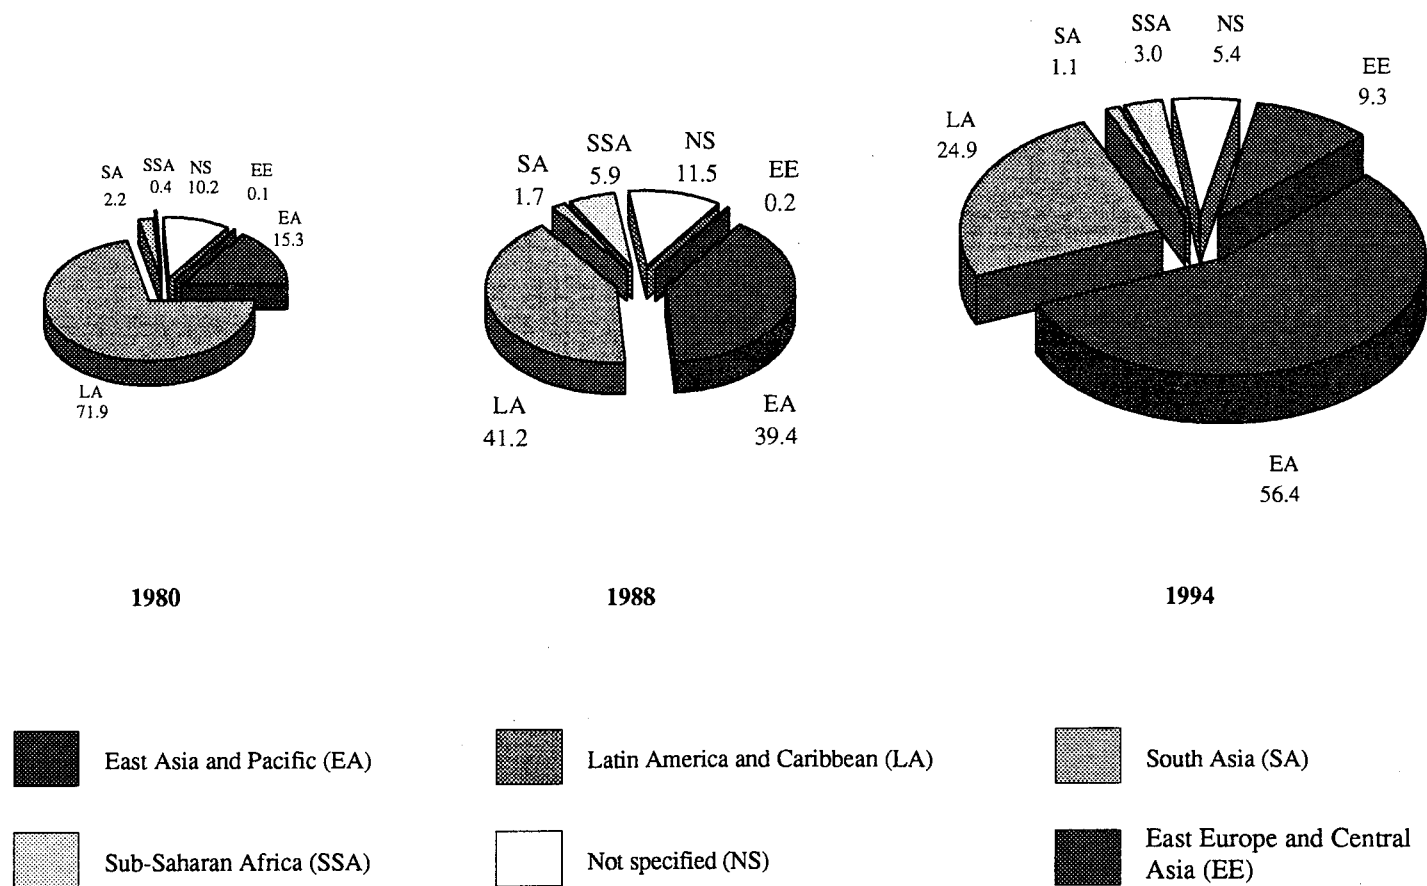 SA
2.2
SSA
0.4
NS
10.2
EE
0.1
EA
15.3
LA
71.9
1980
SA
1.7
SSA
5.9
NS
11.5
EE
0.2
LA
41.2
EA
39.4
1988
SA
1.1
SSA
3.0
NS
5.4
EE
9.3
LA
24.9
EA
56.4
1994
East Asia and Pacific (EA)
Latin America and Caribbean (LA)
South Asia (SA)
Sub-Saharan Africa (SSA)
Not specified (NS)
East Europe and Central
Asia (EE)